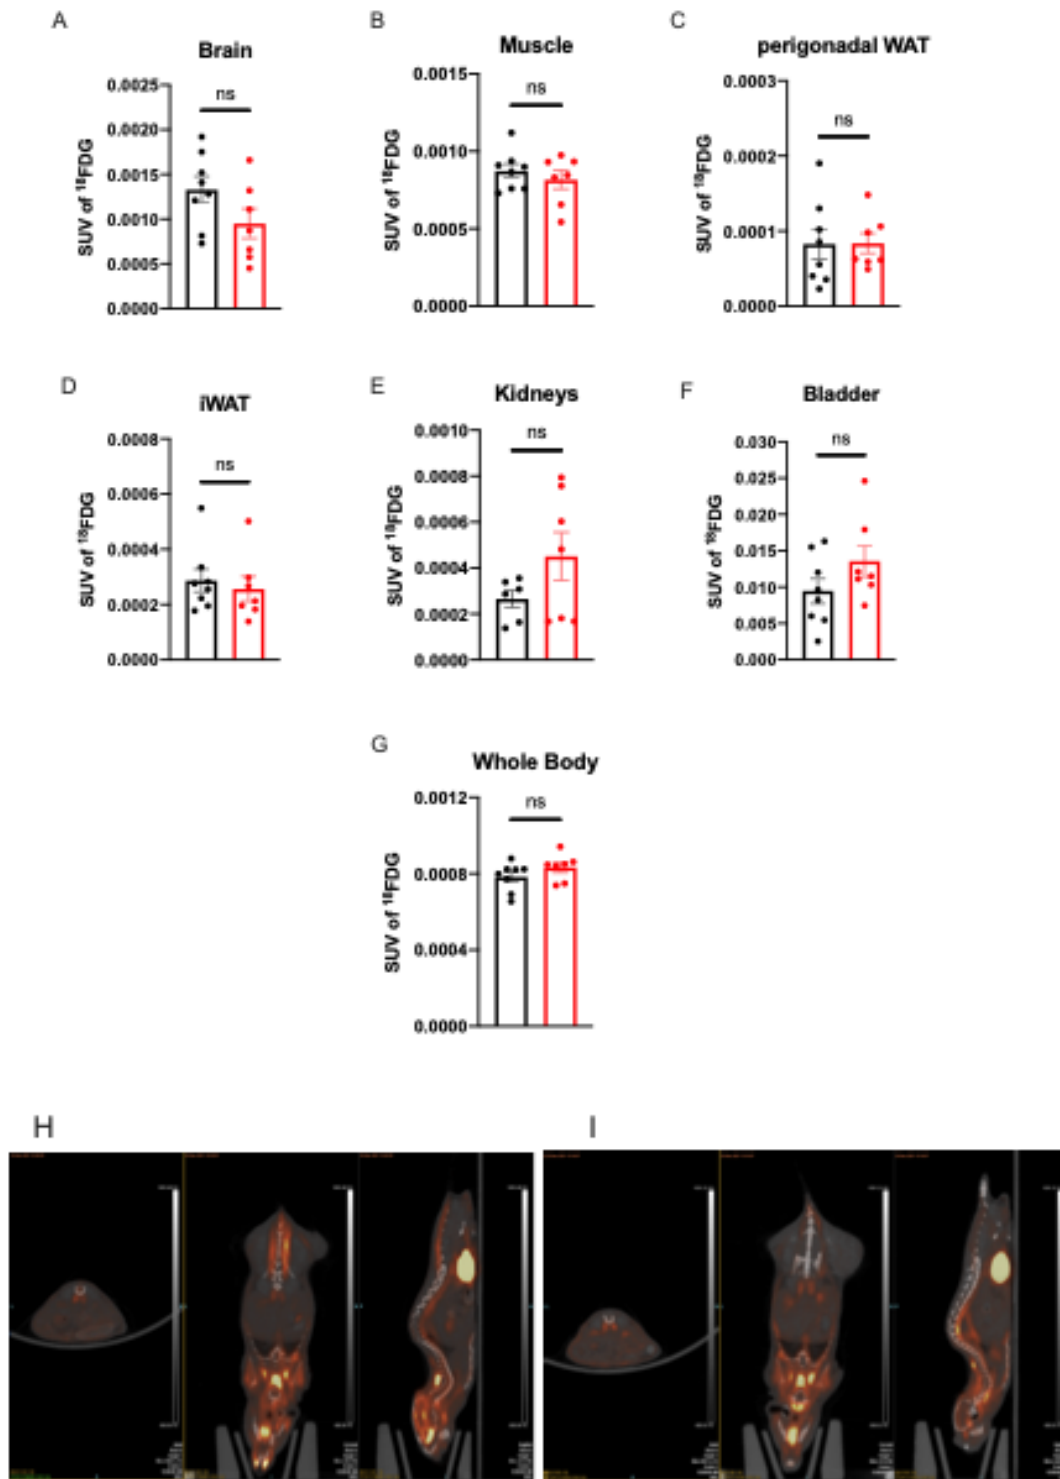 A
Brain
ns
SUV of ¹⁸FDG
0.0025
0.0020
0.0015
0.0010
0.0005
0.0000
B
Muscle
ns
SUV of ¹⁸FDG
0.0015
0.0010
0.0005
0.0000
C
perigonadal WAT
ns
SUV of ¹⁸FDG
0.0003
0.0002
0.0001
0.0000
D
iWAT
ns
SUV of ¹⁸FDG
0.0008
0.0006
0.0004
0.0002
0.0000
E
Kidneys
ns
SUV of ¹⁸FDG
0.0010
0.0008
0.0006
0.0004
0.0002
0.0000
F
Bladder
ns
SUV of ¹⁸FDG
0.030
0.025
0.020
0.015
0.010
0.005
0.000
G
Whole Body
ns
SUV of ¹⁸FDG
0.0012
0.0008
0.0004
0.0000
H
I